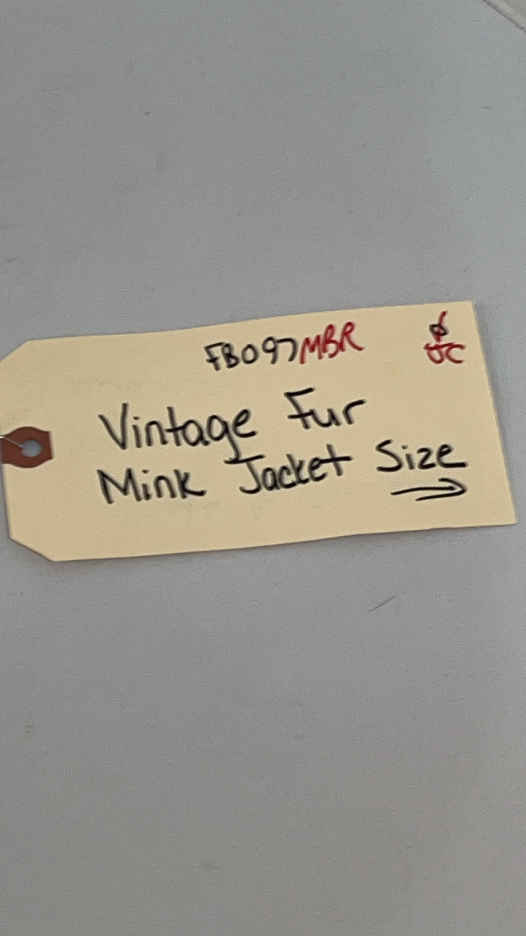 FB097MBR
Vintage Fur
Mink Jacket Size
→